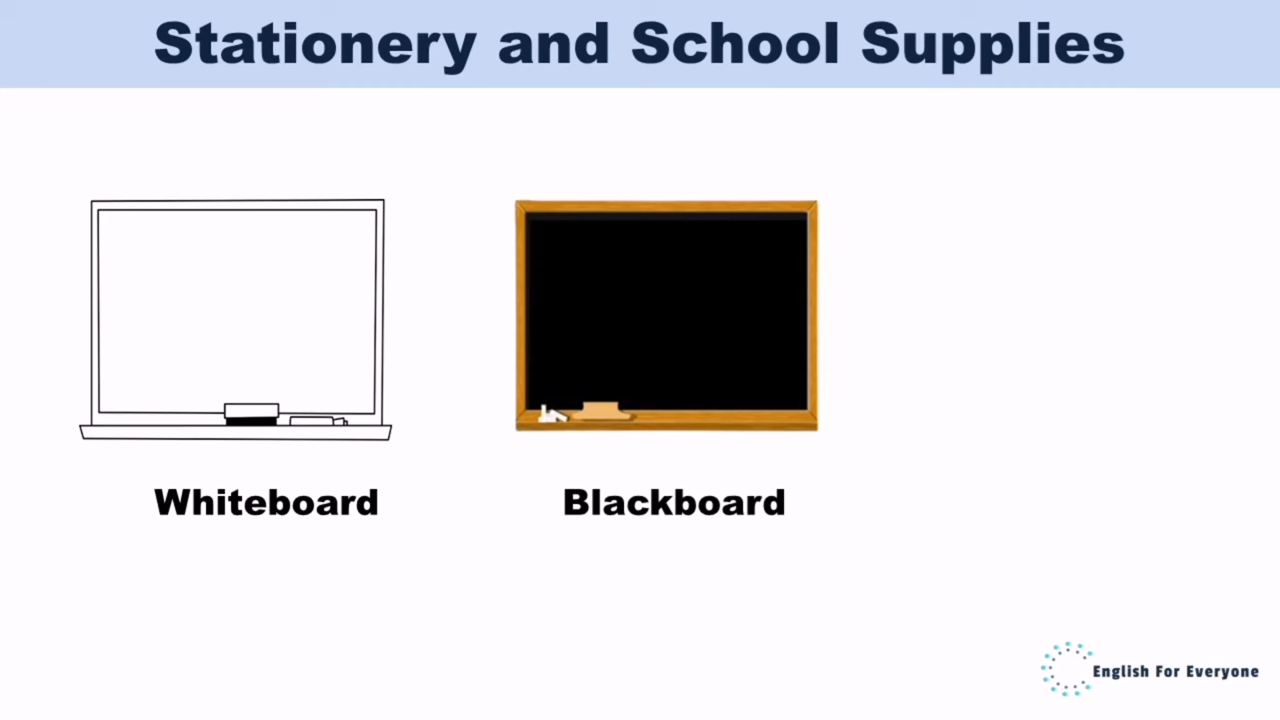 Stationery and School Supplies
Whiteboard
Blackboard
English For Everyone